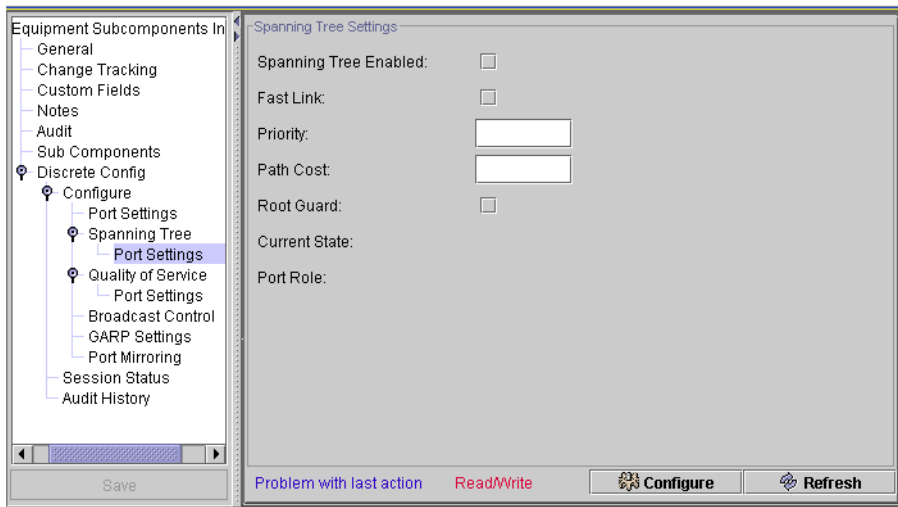 Equipment Subcomponents In
General
Change Tracking
Custom Fields
Notes
Audit
Sub Components
Discrete Config
Configure
Port Settings
Spanning Tree
Port Settings
Quality of Service
Port Settings
Broadcast Control
GARP Settings
Port Mirroring
Session Status
Audit History
Save
Spanning Tree Settings
Spanning Tree Enabled:
Fast Link:
Priority:
Path Cost:
Root Guard:
Current State:
Port Role:
Problem with last action Read/Write Configure Refresh